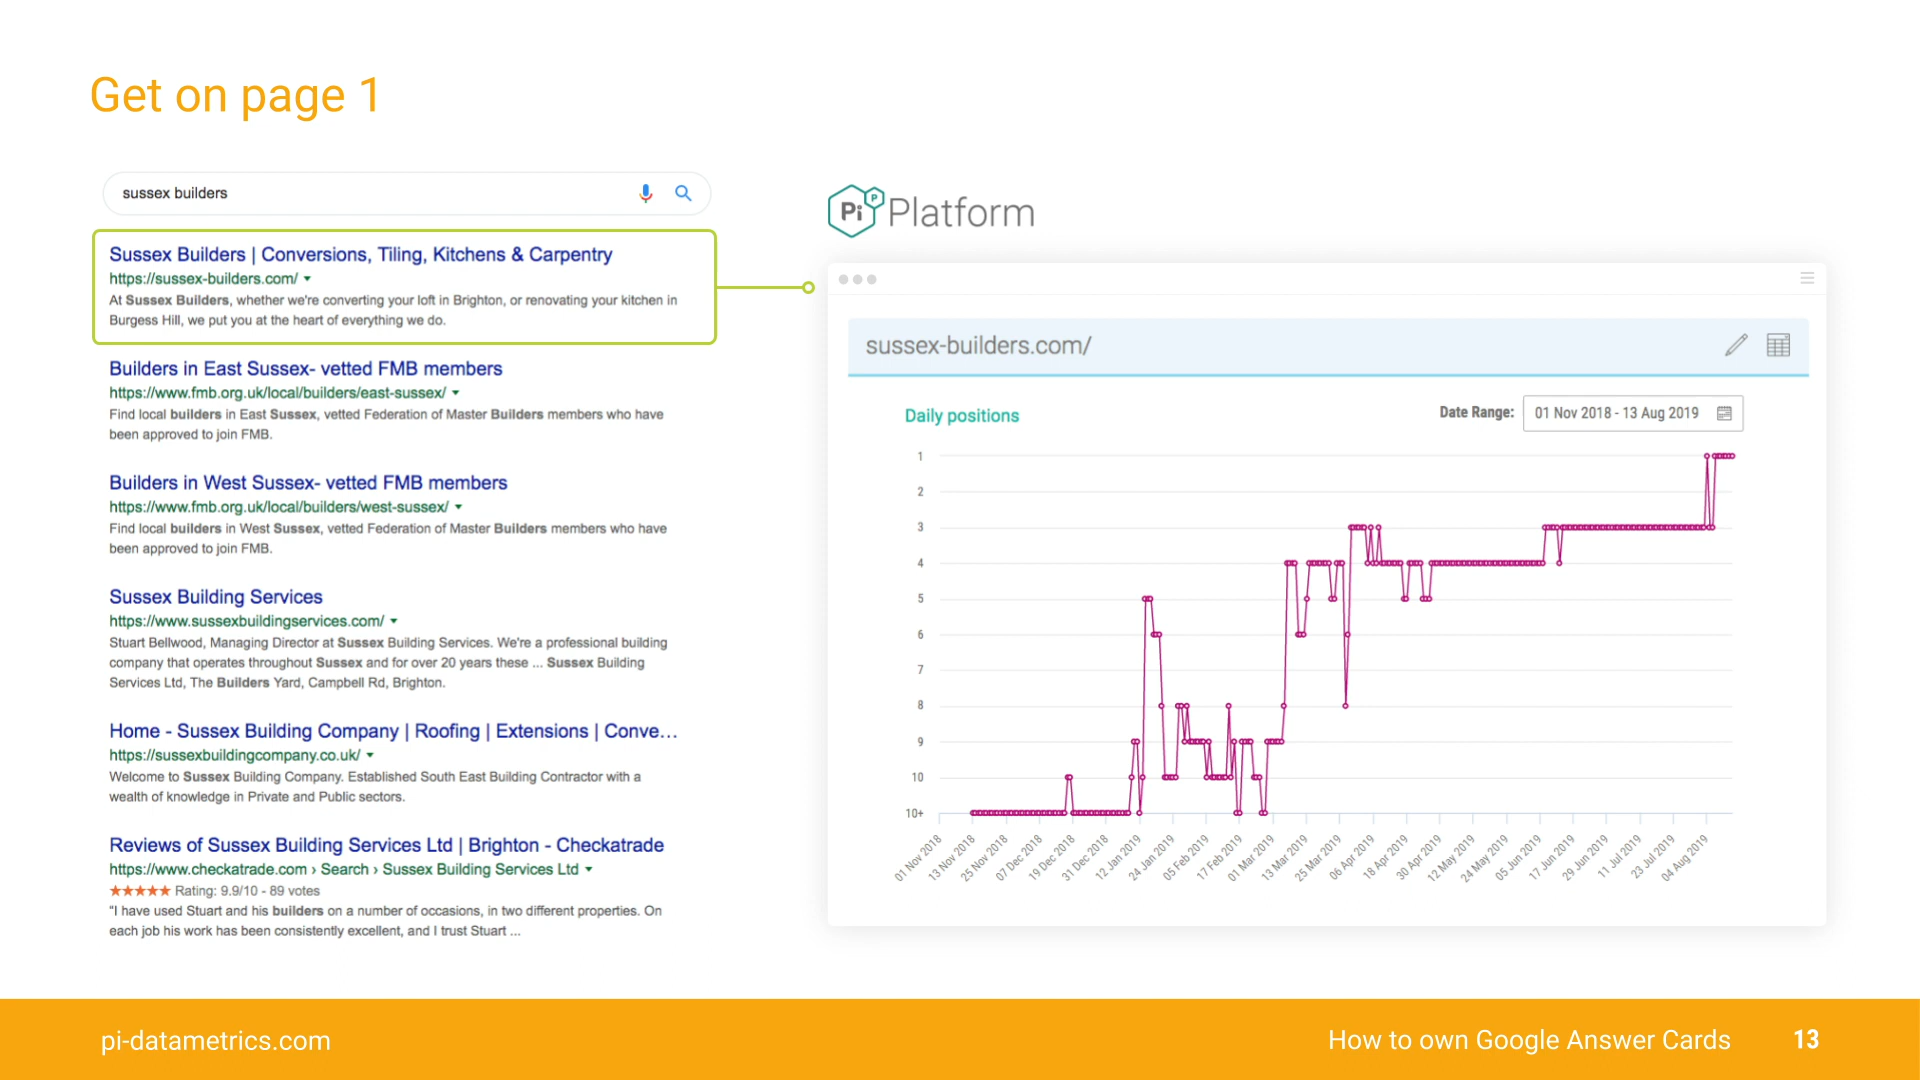 Get on page 1
sussex builders
Sussex Builders | Conversions, Tiling, Kitchens & Carpentry
https://sussex-builders.com/
At Sussex Builders, whether we're converting your loft in Brighton, or renovating your kitchen in
Burgess Hill, we put you at the heart of everything we do.
Builders in East Sussex- vetted FMB members
https://www.fmb.org.uk/local/builders/east-sussex/
Find local builders in East Sussex, vetted Federation of Master Builders members who have
been approved to join FMB.
Builders in West Sussex- vetted FMB members
https://www.fmb.org.uk/local/builders/west-sussex/
Find local builders in West Sussex, vetted Federation of Master Builders members who have
been approved to join FMB.
Sussex Building Services
https://www.sussexbuildingservices.com/
Stuart Bellwood, Managing Director at Sussex Building Services. We're a professional building
company that operates throughout Sussex and for over 20 years these ... Sussex Building
Services Ltd, The Builders Yard, Campbell Rd, Brighton.
Home - Sussex Building Company | Roofing | Extensions | Conve...
https://sussexbuildingcompany.co.uk/
Welcome to Sussex Building Company. Established South East Building Contractor with a
wealth of knowledge in Private and Public sectors.
Reviews of Sussex Building Services Ltd | Brighton - Checkatrade
https://www.checkatrade.com › Search › Sussex Building Services Ltd
★★★★★ Rating: 9.9/10 - 89 votes
"I have used Stuart and his builders on a number of occasions, in two different properties. On
each job his work has been consistently excellent, and I trust Stuart ...
Pi P Platform
sussex-builders.com/
Daily positions
Date Range: 01 Nov 2018 - 13 Aug 2019
1
2
3
4
5
6
7
8
9
10
10+
01 Nov 2018
13 Nov 2018
25 Nov 2018
07 Dec 2018
19 Dec 2018
31 Dec 2018
12 Jan 2019
24 Jan 2019
05 Feb 2019
17 Feb 2019
01 Mar 2019
13 Mar 2019
25 Mar 2019
06 Apr 2019
18 Apr 2019
30 Apr 2019
12 May 2019
24 May 2019
05 Jun 2019
17 Jun 2019
29 Jun 2019
11 Jul 2019
23 Jul 2019
04 Aug 2019
pi-datametrics.com
How to own Google Answer Cards 13